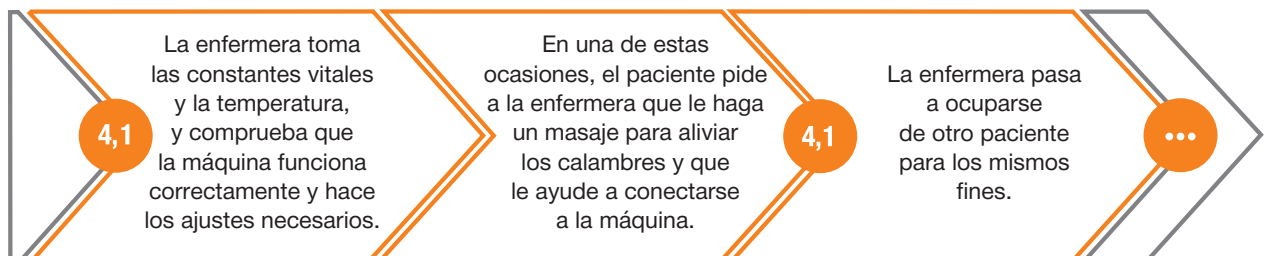 4,1
La enfermera toma
las constantes vitales
y la temperatura,
y comprueba que
la máquina funciona
correctamente y hace
los ajustes necesarios.
En una de estas
ocasiones, el paciente pide
a la enfermera que le haga
un masaje para aliviar
los calambres y que
le ayude a conectarse
a la máquina.
4,1
La enfermera pasa
a ocuparse
de otro paciente
para los mismos
fines.
...